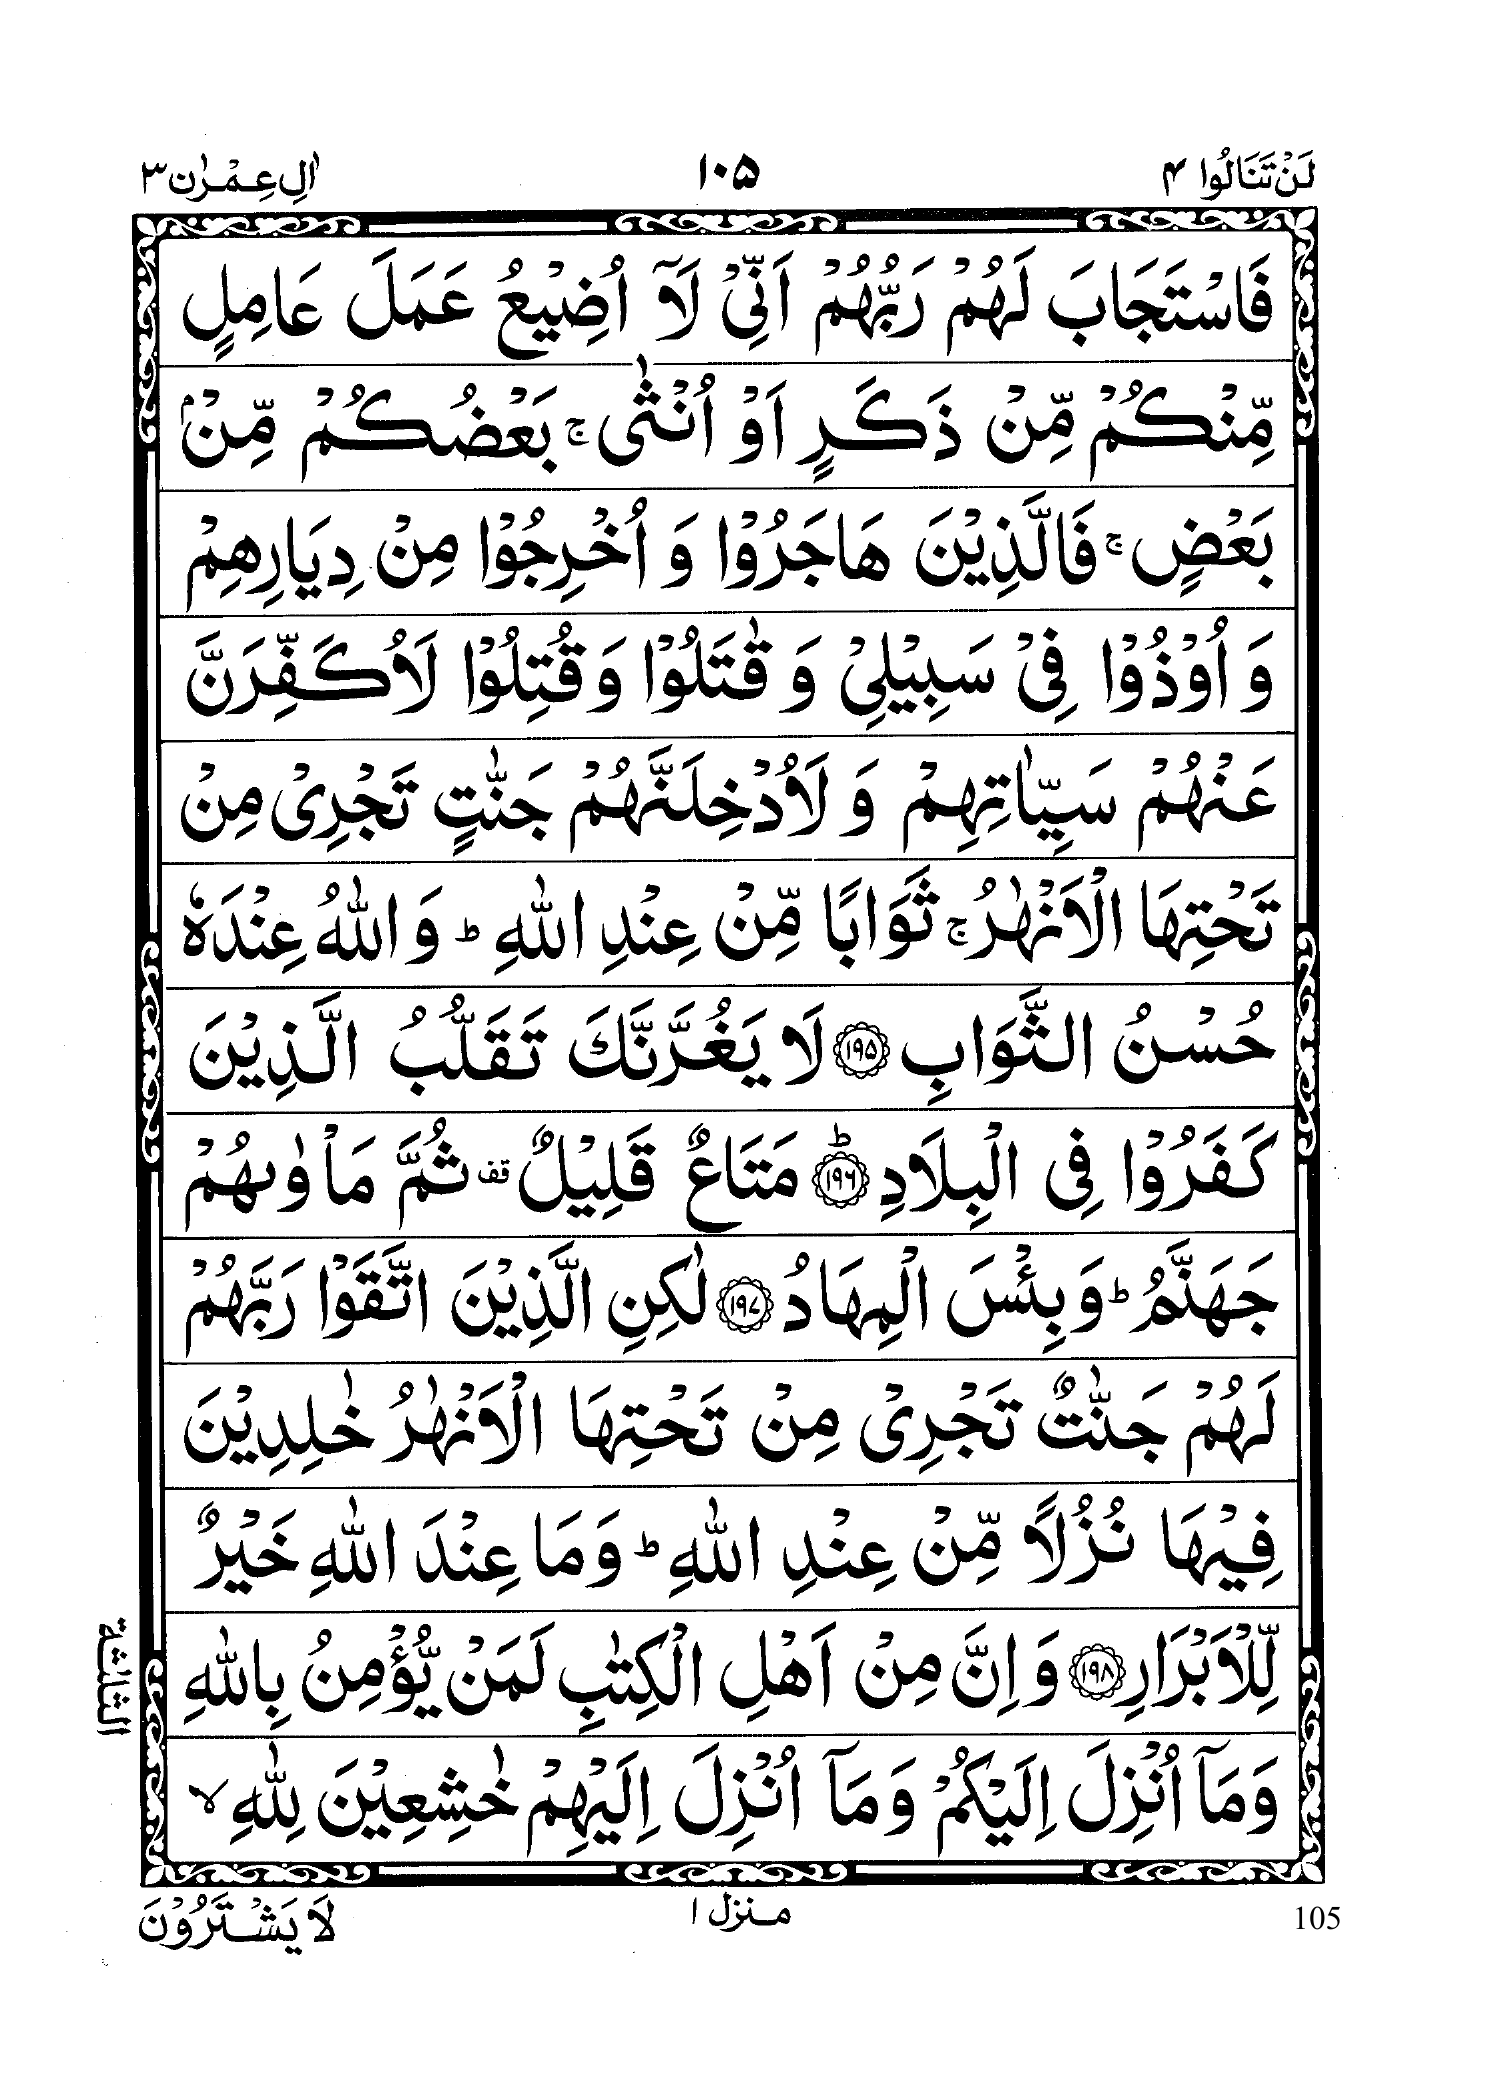 لَنْ تَنَالُوا ۴ ۱۰۵ اٰلِ عِمْرٰن ۳
فَاسْتَجَابَ لَهُمْ رَبُّهُمْ اَنِّیْ لَاۤ اُضِیْعُ عَمَلَ عَامِلٍ
مِّنْكُمْ مِّنْ ذَكَرٍ اَوْ اُنْثٰی ۚ بَعْضُكُمْ مِّنْۢ
بَعْضٍ ۚ فَالَّذِیْنَ هَاجَرُوْا وَ اُخْرِجُوْا مِنْ دِیَارِهِمْ
وَ اُوْذُوْا فِیْ سَبِیْلِیْ وَ قٰتَلُوْا وَ قُتِلُوْا لَاُكَفِّرَنَّ
عَنْهُمْ سَیِّاٰتِهِمْ وَ لَاُدْخِلَنَّهُمْ جَنّٰتٍ تَجْرِیْ مِنْ
تَحْتِهَا الْاَنْهٰرُ ۚ ثَوَابًا مِّنْ عِنْدِ اللّٰهِ ؕ وَ اللّٰهُ عِنْدَهٗ
حُسْنُ الثَّوَابِ ﴿۱۹۵﴾ لَا یَغُرَّنَّكَ تَقَلُّبُ الَّذِیْنَ
كَفَرُوْا فِی الْبِلَادِ ﴿۱۹۶﴾ؕ مَتَاعٌ قَلِیْلٌ ۟ قف ثُمَّ مَاْوٰىهُمْ
جَهَنَّمُ ؕ وَ بِئْسَ الْمِهَادُ ﴿۱۹۷﴾ لٰكِنِ الَّذِیْنَ اتَّقَوْا رَبَّهُمْ
لَهُمْ جَنّٰتٌ تَجْرِیْ مِنْ تَحْتِهَا الْاَنْهٰرُ خٰلِدِیْنَ
فِیْهَا نُزُلًا مِّنْ عِنْدِ اللّٰهِ ؕ وَ مَا عِنْدَ اللّٰهِ خَیْرٌ
لِّلْاَبْرَارِ ﴿۱۹۸﴾ وَ اِنَّ مِنْ اَهْلِ الْكِتٰبِ لَمَنْ یُّؤْمِنُ بِاللّٰهِ
الثلثة
وَ مَاۤ اُنْزِلَ اِلَیْكُمْ وَ مَاۤ اُنْزِلَ اِلَیْهِمْ خٰشِعِیْنَ لِلّٰهِ ۙ
105 منزل ۱ لَا یَشْتَرُوْنَ